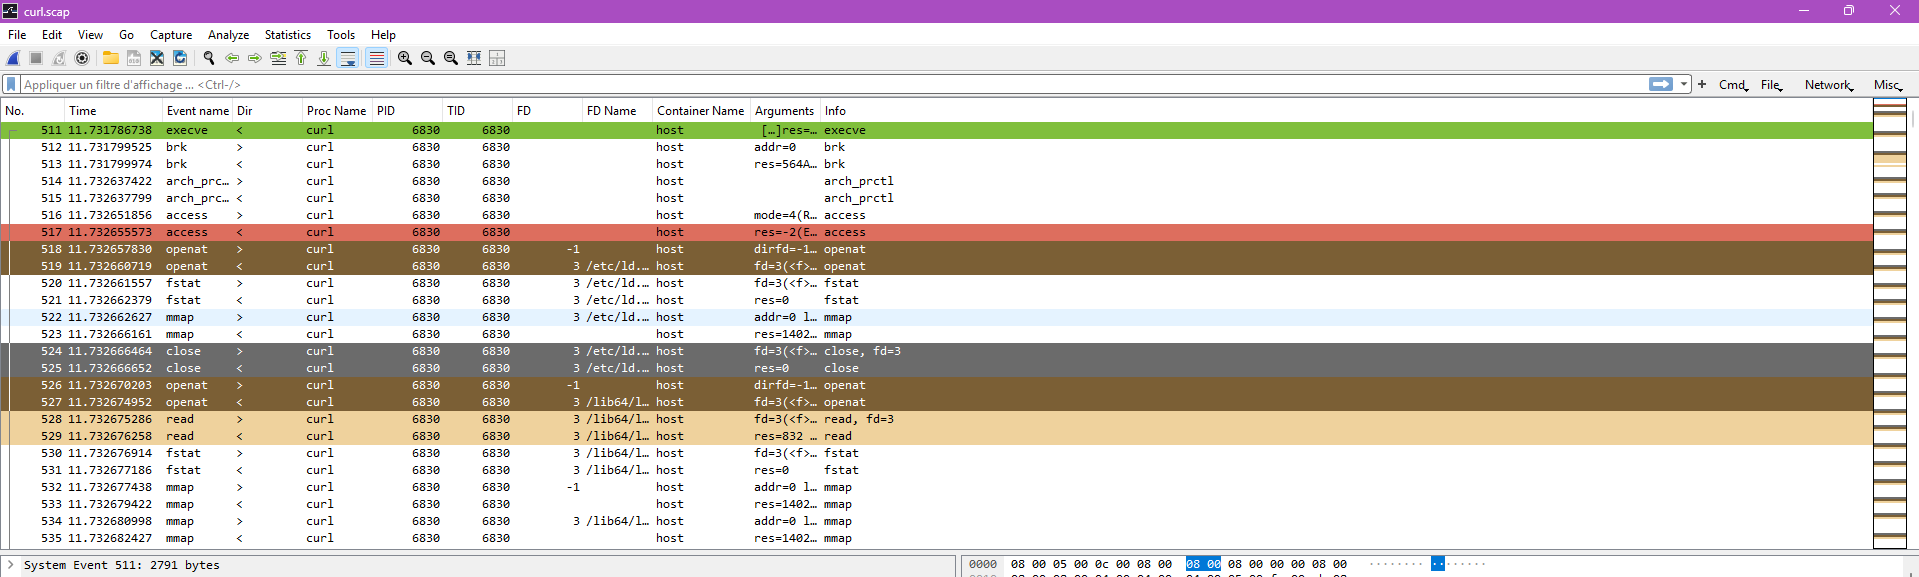 curl.scap
File Edit View Go Capture Analyze Statistics Tools Help
Appliquer un filtre d'affichage ... <Ctrl-/> + Cmd File Network Misc
No. Time Event name Dir Proc Name PID TID FD FD Name Container Name Arguments Info
511 11.731786738 execve < curl 6830 6830 host […]res=… execve
512 11.731799525 brk > curl 6830 6830 host addr=0 brk
513 11.731799974 brk < curl 6830 6830 host res=564A… brk
514 11.732637422 arch_prc… > curl 6830 6830 host arch_prctl
515 11.732637799 arch_prc… < curl 6830 6830 host arch_prctl
516 11.732651856 access > curl 6830 6830 host mode=4(R… access
517 11.732655573 access < curl 6830 6830 host res=-2(E… access
518 11.732657830 openat > curl 6830 6830 -1 host dirfd=-1… openat
519 11.732660719 openat < curl 6830 6830 3 /etc/ld.… host fd=3(<f>… openat
520 11.732661557 fstat > curl 6830 6830 3 /etc/ld.… host fd=3(<f>… fstat
521 11.732662379 fstat < curl 6830 6830 3 /etc/ld.… host res=0 fstat
522 11.732662627 mmap > curl 6830 6830 3 /etc/ld.… host addr=0 l… mmap
523 11.732666161 mmap < curl 6830 6830 host res=1402… mmap
524 11.732666464 close > curl 6830 6830 3 /etc/ld.… host fd=3(<f>… close, fd=3
525 11.732666652 close < curl 6830 6830 3 /etc/ld.… host res=0 close
526 11.732670203 openat > curl 6830 6830 -1 host dirfd=-1… openat
527 11.732674952 openat < curl 6830 6830 3 /lib64/l… host fd=3(<f>… openat
528 11.732675286 read > curl 6830 6830 3 /lib64/l… host fd=3(<f>… read, fd=3
529 11.732676258 read < curl 6830 6830 3 /lib64/l… host res=832 … read
530 11.732676914 fstat > curl 6830 6830 3 /lib64/l… host fd=3(<f>… fstat
531 11.732677186 fstat < curl 6830 6830 3 /lib64/l… host res=0 fstat
532 11.732677438 mmap > curl 6830 6830 -1 host addr=0 l… mmap
533 11.732679422 mmap < curl 6830 6830 host res=1402… mmap
534 11.732680998 mmap > curl 6830 6830 3 /lib64/l… host addr=0 l… mmap
535 11.732682427 mmap < curl 6830 6830 host res=1402… mmap
System Event 511: 2791 bytes
0000 08 00 05 00 0c 00 08 00 08 00 08 00 00 00 08 00 ········ ········